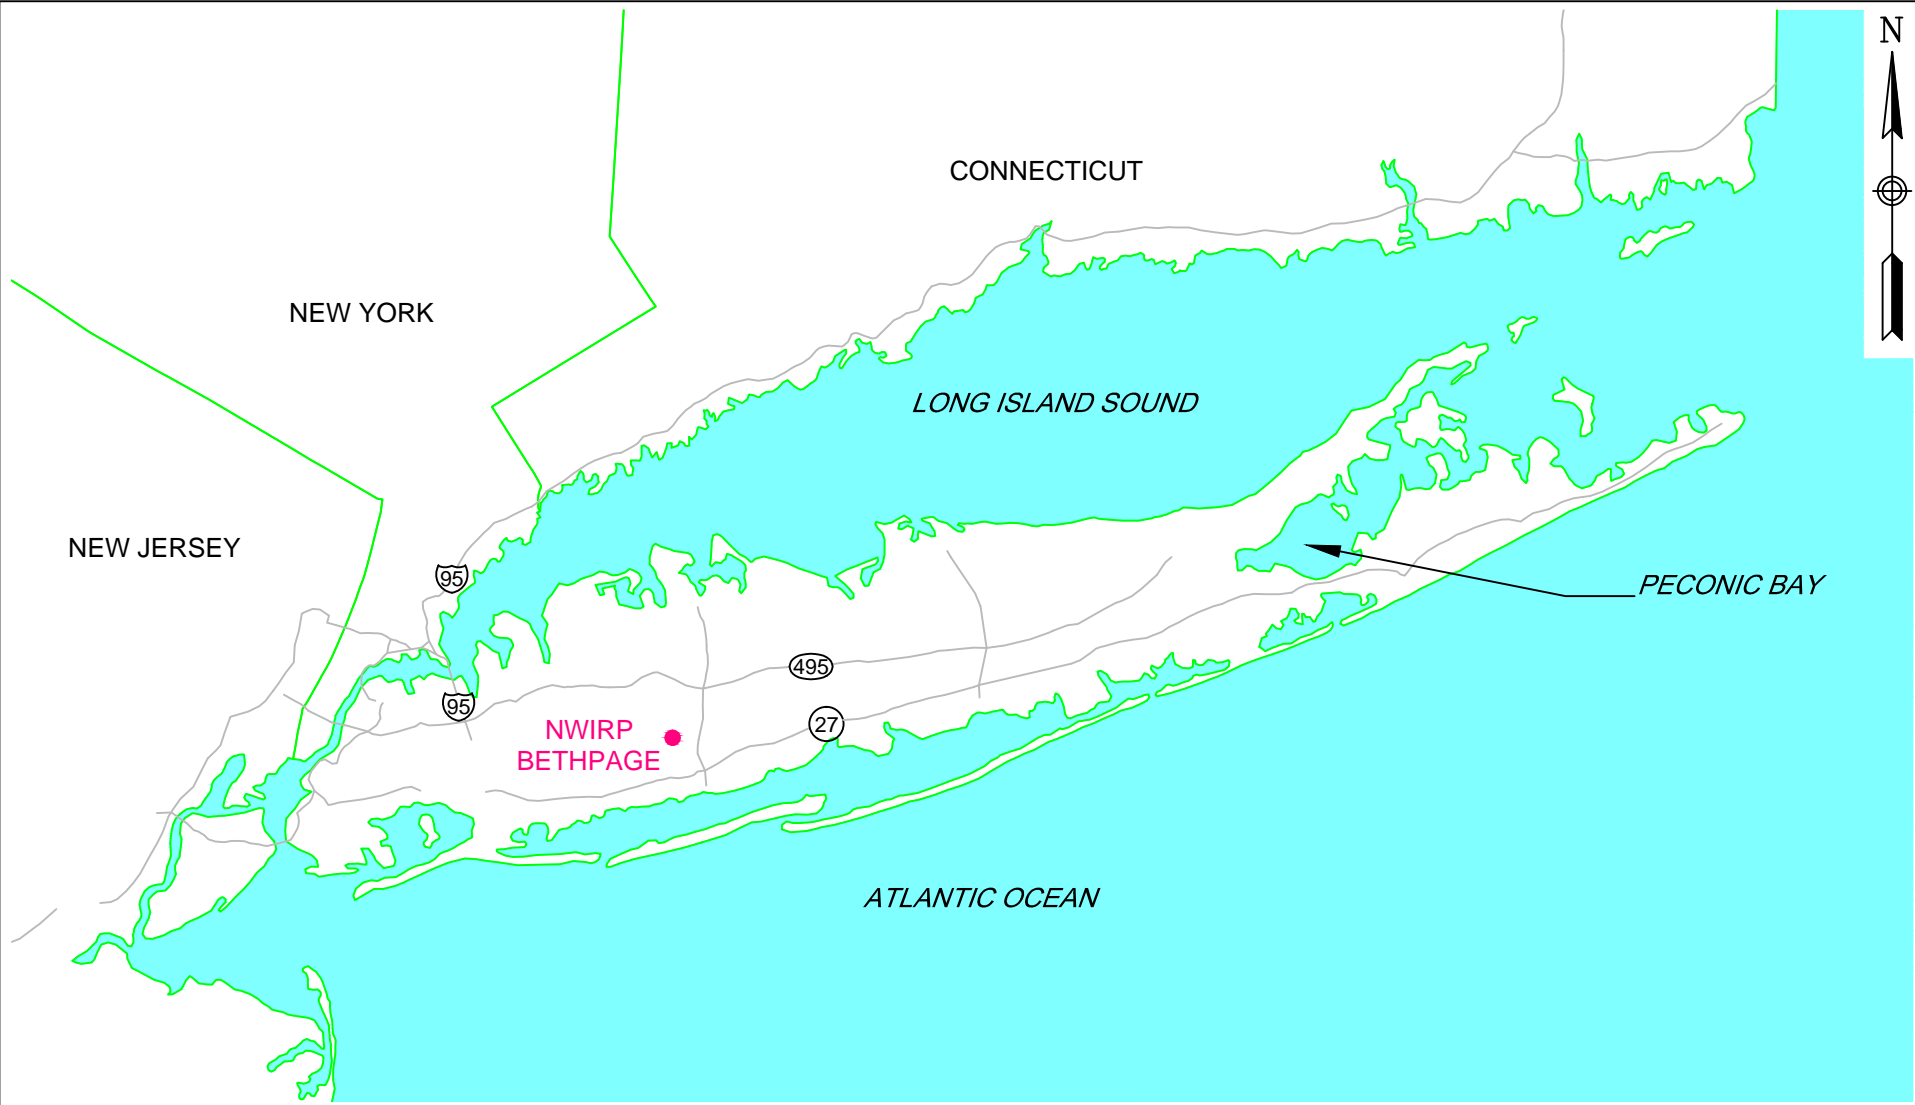 N
CONNECTICUT
NEW YORK
LONG ISLAND SOUND
NEW JERSEY
95
PECONIC BAY
495
95
27
NWIRP
BETHPAGE
ATLANTIC OCEAN